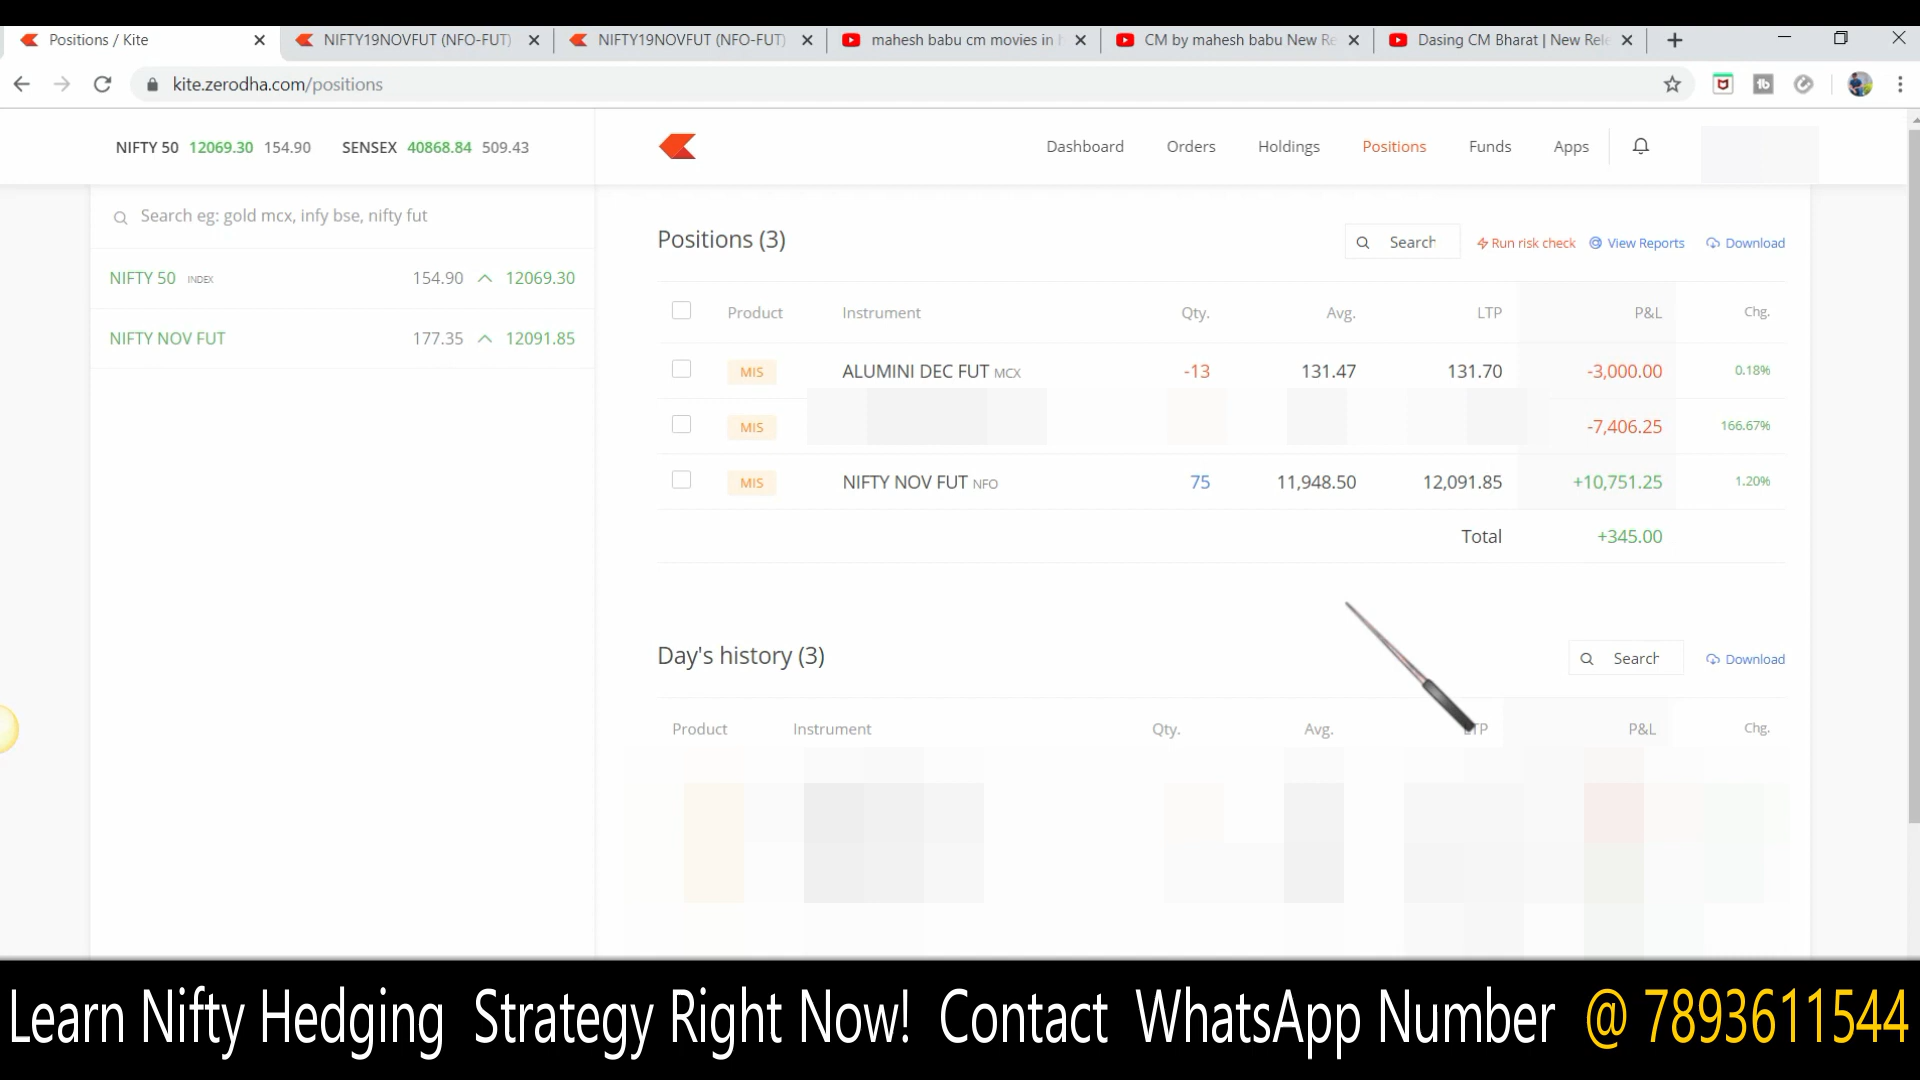 Positions / Kite
NIFTY19NOVFUT (NFO-FUT)
NIFTY19NOVFUT (NFO-FUT)
mahesh babu cm movies in
CM by mahesh babu New Re
Dasing CM Bharat | New Rele
kite.zerodha.com/positions
NIFTY 50 12069.30 154.90 SENSEX 40868.84 509.43
Dashboard Orders Holdings Positions Funds Apps
Search eg: gold mcx, infy bse, nifty fut
NIFTY 50 INDEX 154.90 12069.30
NIFTY NOV FUT 177.35 12091.85
Positions (3)
Search Run risk check View Reports Download
Product Instrument Qty. Avg. LTP P&L Chg.
MIS ALUMINI DEC FUT MCX -13 131.47 131.70 -3,000.00 0.18%
MIS -7,406.25 166.67%
MIS NIFTY NOV FUT NFO 75 11,948.50 12,091.85 +10,751.25 1.20%
Total +345.00
Day's history (3)
Search Download
Product Instrument Qty. Avg. LTP P&L Chg.
Learn Nifty Hedging Strategy Right Now! Contact WhatsApp Number @ 7893611544